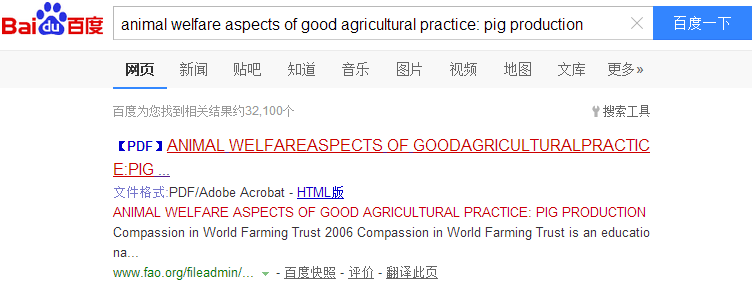 Bai du 百度
animal welfare aspects of good agricultural practice: pig production
百度一下
网页 新闻 贴吧 知道 音乐 图片 视频 地图 文库 更多»
百度为您找到相关结果约32,100个
搜索工具
【PDF】ANIMAL WELFAREASPECTS OF GOODAGRICULTURALPRACTIC
E:PIG ...
文件格式:PDF/Adobe Acrobat - HTML版
ANIMAL WELFARE ASPECTS OF GOOD AGRICULTURAL PRACTICE: PIG PRODUCTION
Compassion in World Farming Trust 2006 Compassion in World Farming Trust is an educatio
na...
www.fao.org/fileadmin/... - 百度快照 - 评价 - 翻译此页